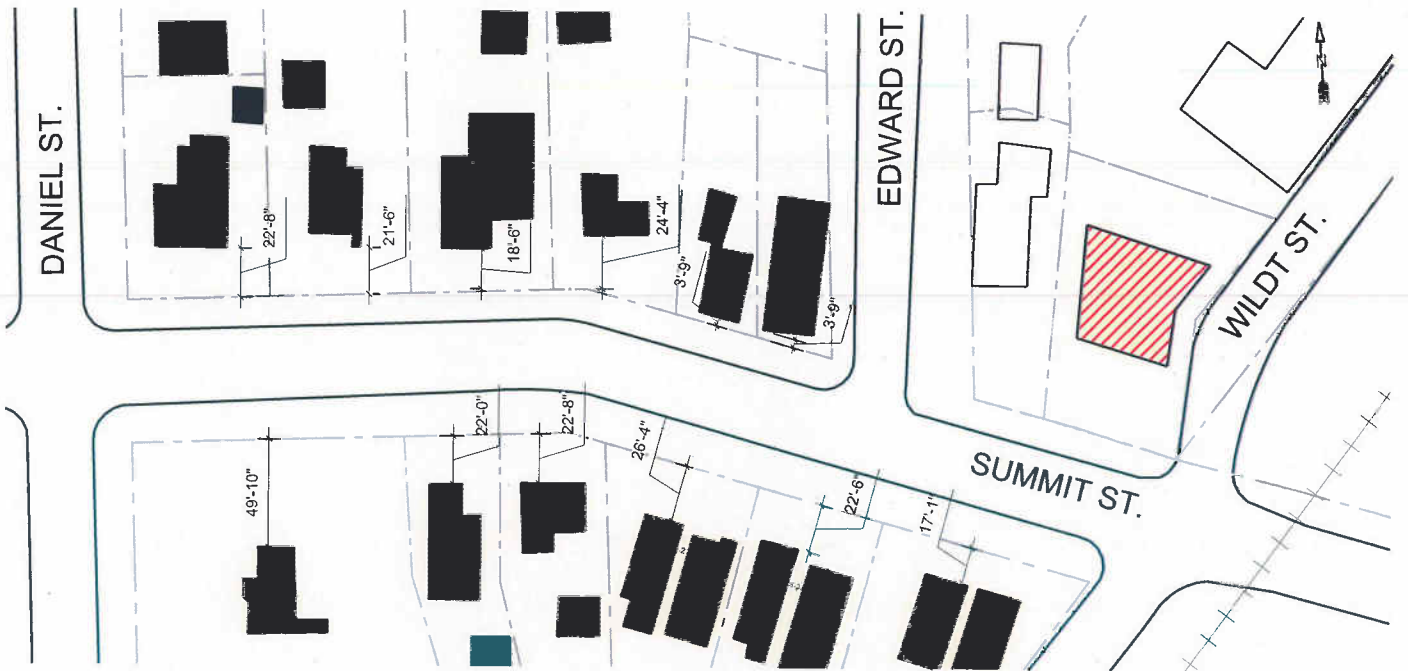 DANIEL ST.
EDWARD ST.
WILDT ST.
SUMMIT ST.
N
22'-8"
21'-6"
18'-6"
24'-4"
3'-9"
3'-9"
49'-10"
22'-0"
22'-8"
26'-4"
22'-6"
17'-1"